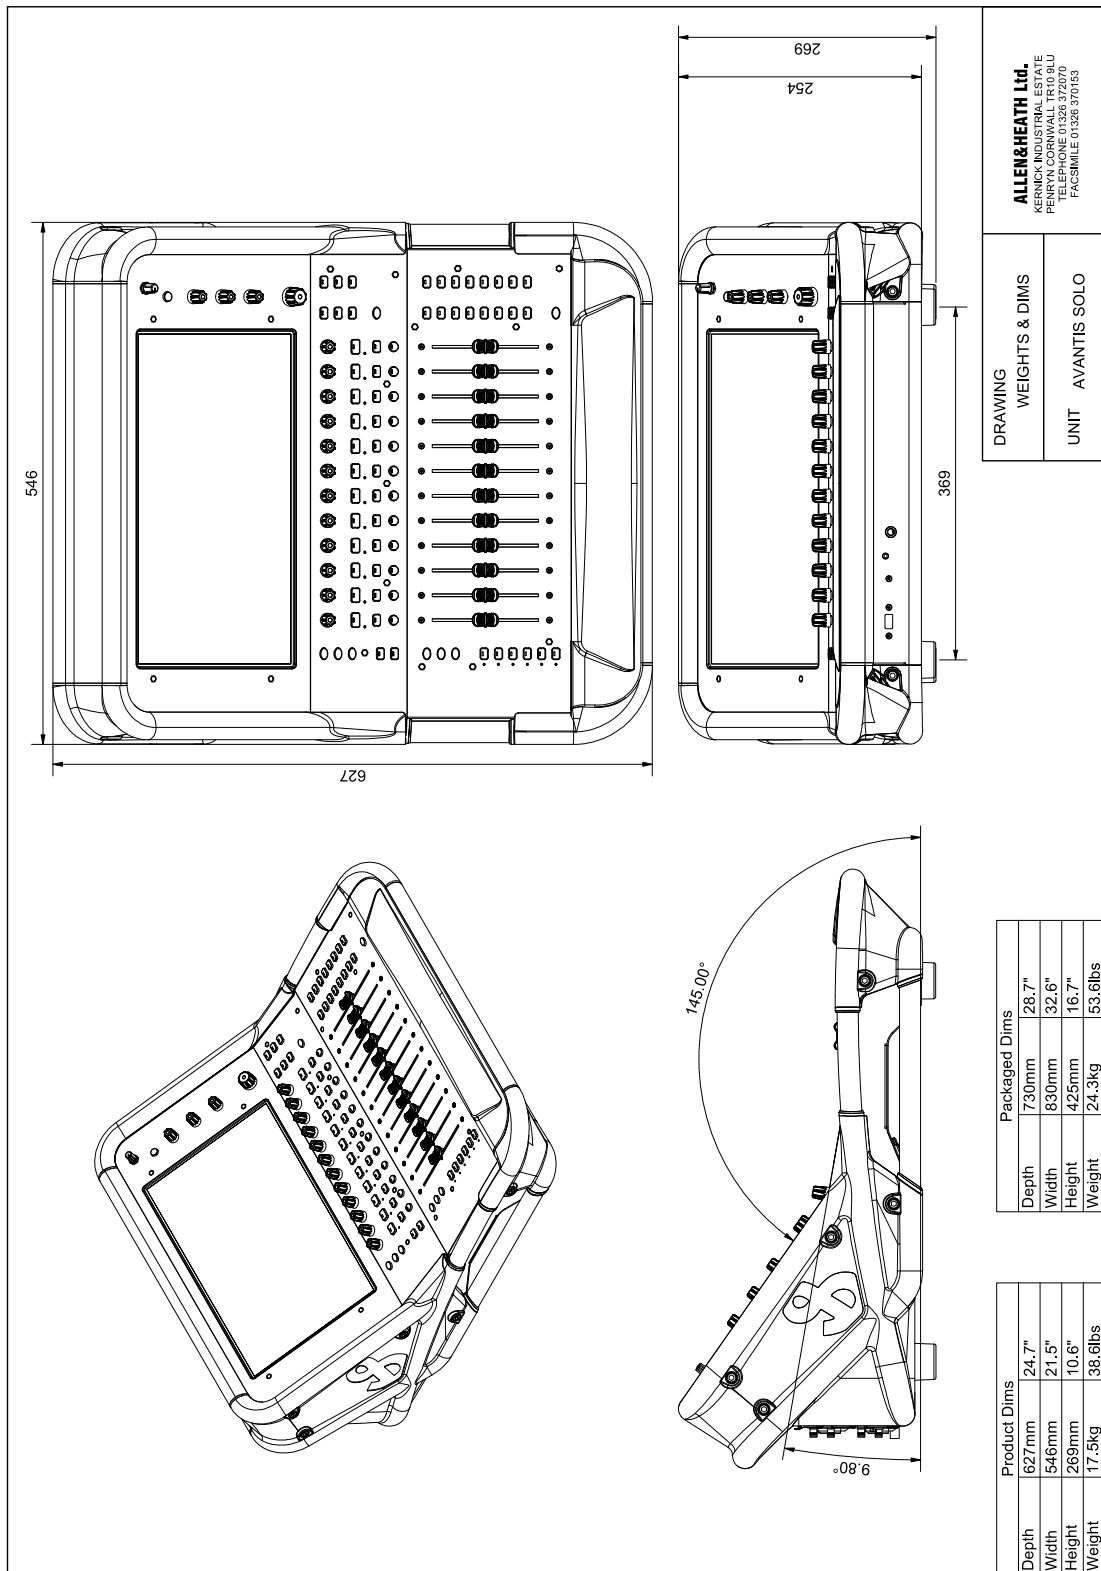 546
627
269
254
369
145.00°
9.80°
Product Dims
Depth 627mm 24.7"
Width 546mm 21.5"
Height 269mm 10.6"
Weight 17.5kg 38.6lbs
Packaged Dims
Depth 730mm 28.7"
Width 830mm 32.6"
Height 425mm 16.7"
Weight 24.3kg 53.6lbs
DRAWING
WEIGHTS & DIMS
UNIT AVANTIS SOLO
ALLEN&HEATH Ltd.
KERNICK INDUSTRIAL ESTATE
PENRYN CORNWALL TR10 9LU
TELEPHONE 01326 372070
FACSIMILE 01326 370153